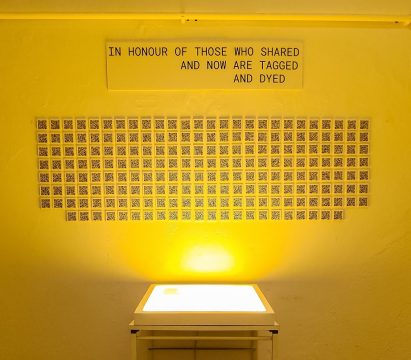 IN HONOUR OF THOSE WHO SHARED
AND NOW ARE TAGGED
AND DYED